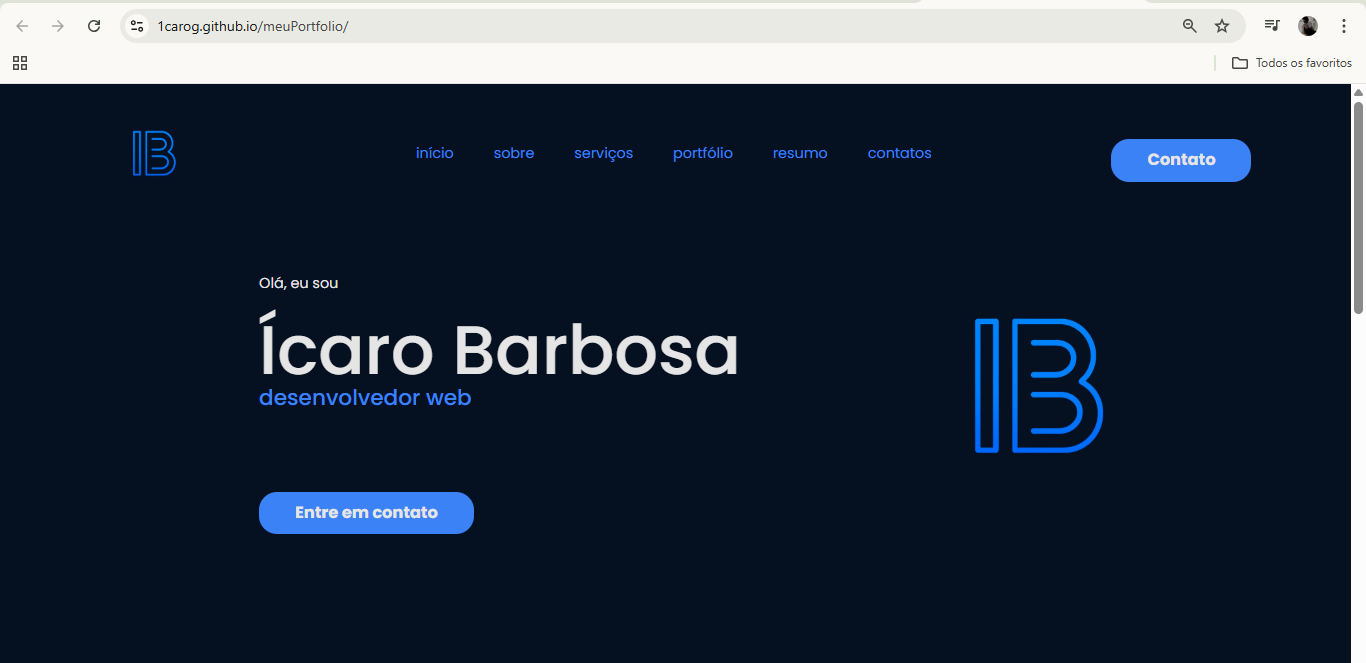 1carog.github.io/meuPortfolio/
Todos os favoritos
IB
início sobre serviços portfólio resumo contatos
Contato
Olá, eu sou
Ícaro Barbosa
desenvolvedor web
IB
Entre em contato